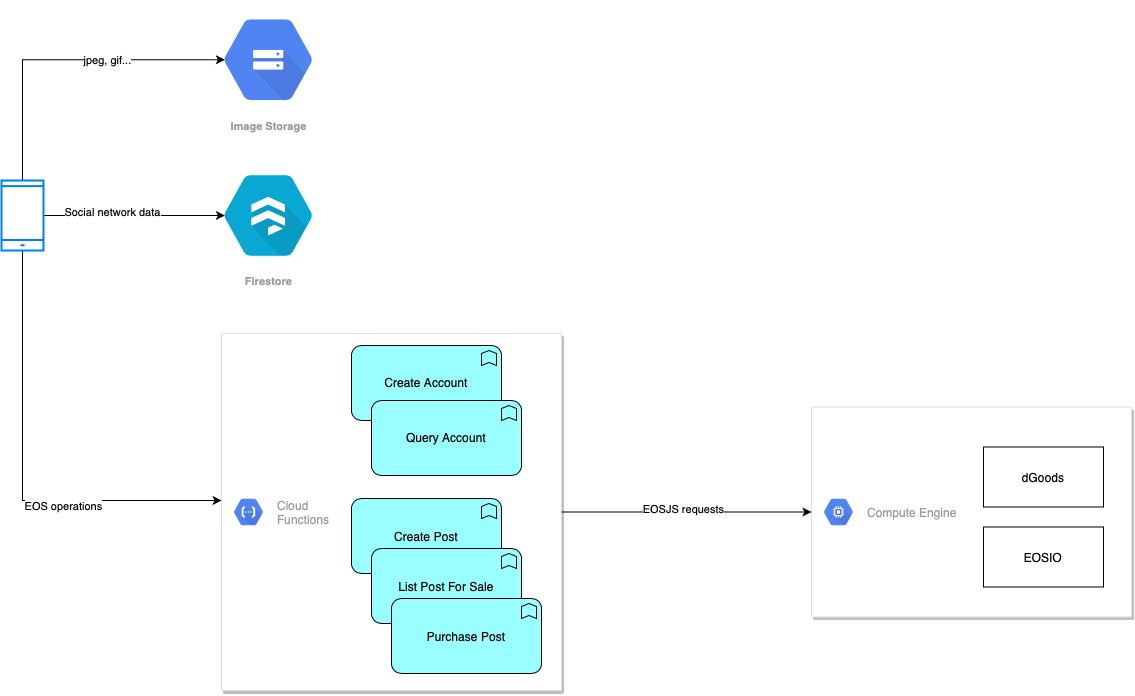 jpeg, gif...
Image Storage
Social network data
Firestore
Create Account
Query Account
EOS operations
Cloud
Functions
Create Post
List Post For Sale
Purchase Post
EOSJS requests
Compute Engine
dGoods
EOSIO